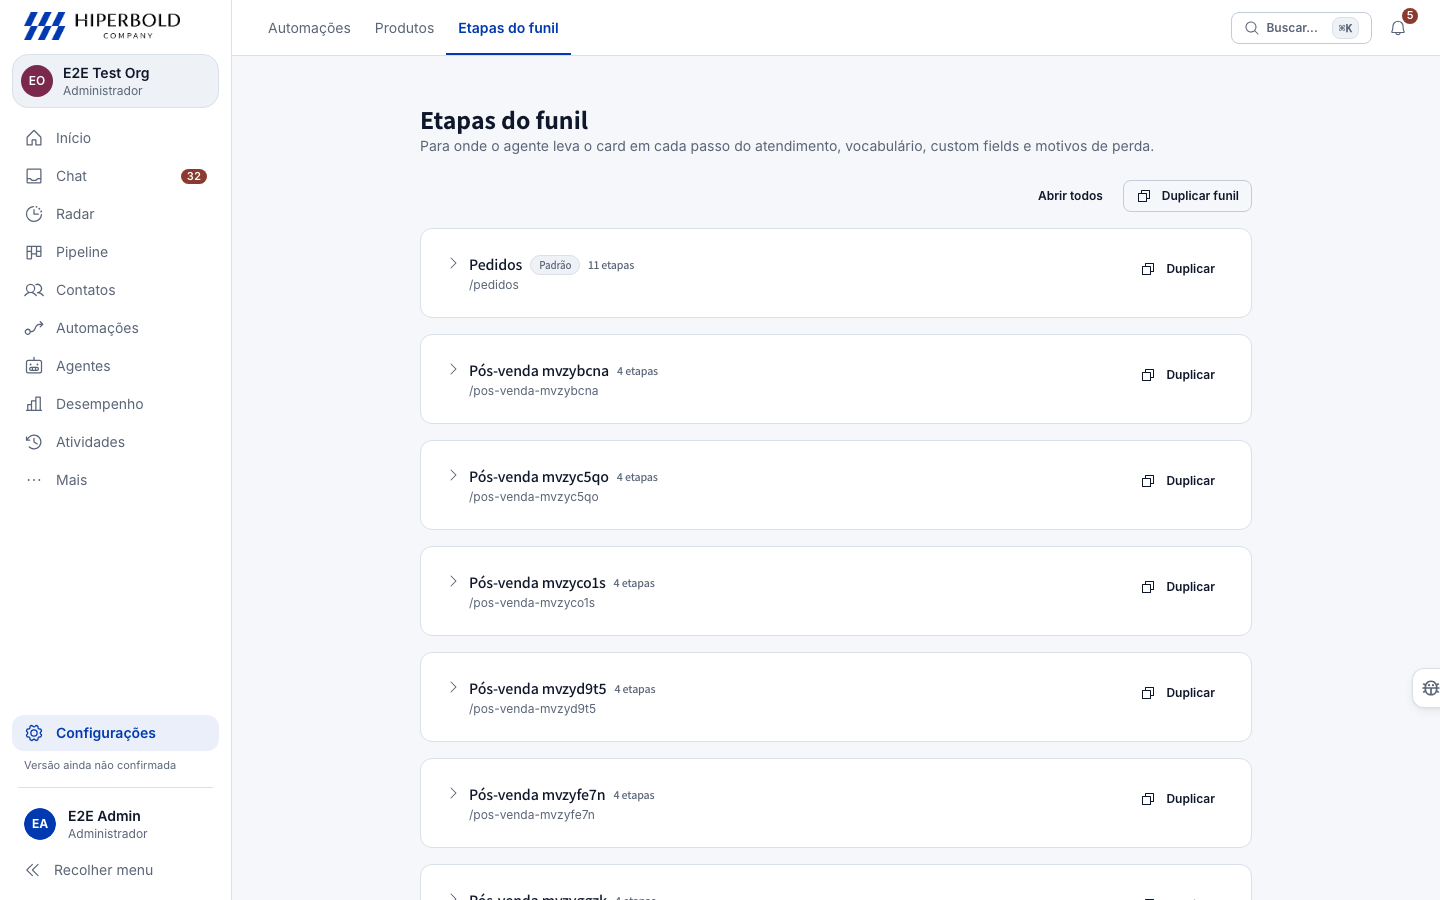 HIPERBOLD
COMPANY
EO
E2E Test Org
Administrador
Início
Chat
32
Radar
Pipeline
Contatos
Automações
Agentes
Desempenho
Atividades
Mais
Configurações
Versão ainda não confirmada
EA
E2E Admin
Administrador
Recolher menu
Automações
Produtos
Etapas do funil
Buscar...
⌘K
5
Etapas do funil
Para onde o agente leva o card em cada passo do atendimento, vocabulário, custom fields e motivos de perda.
Abrir todos
Duplicar funil
Pedidos
Padrão
11 etapas
/pedidos
Duplicar
Pós-venda mvzybcna
4 etapas
/pos-venda-mvzybcna
Duplicar
Pós-venda mvzyc5qo
4 etapas
/pos-venda-mvzyc5qo
Duplicar
Pós-venda mvzyco1s
4 etapas
/pos-venda-mvzyco1s
Duplicar
Pós-venda mvzyd9t5
4 etapas
/pos-venda-mvzyd9t5
Duplicar
Pós-venda mvzyfe7n
4 etapas
/pos-venda-mvzyfe7n
Duplicar
Pós-venda
4 etapas